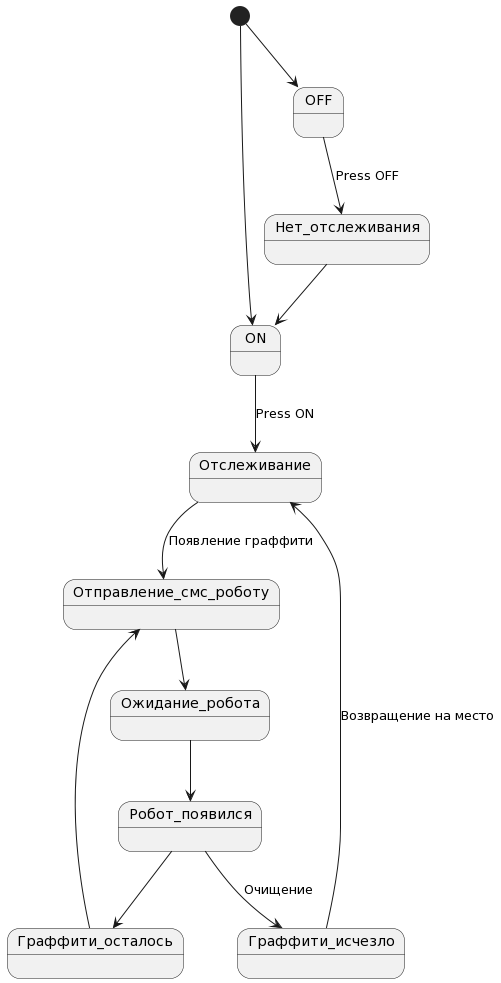 OFF
Press OFF
Нет_отслеживания
ON
Press ON
Отслеживание
Появление граффити
Отправление_смс_роботу
Ожидание_робота
Возвращение на место
Робот_появился
Очищение
Граффити_осталось
Граффити_исчезло